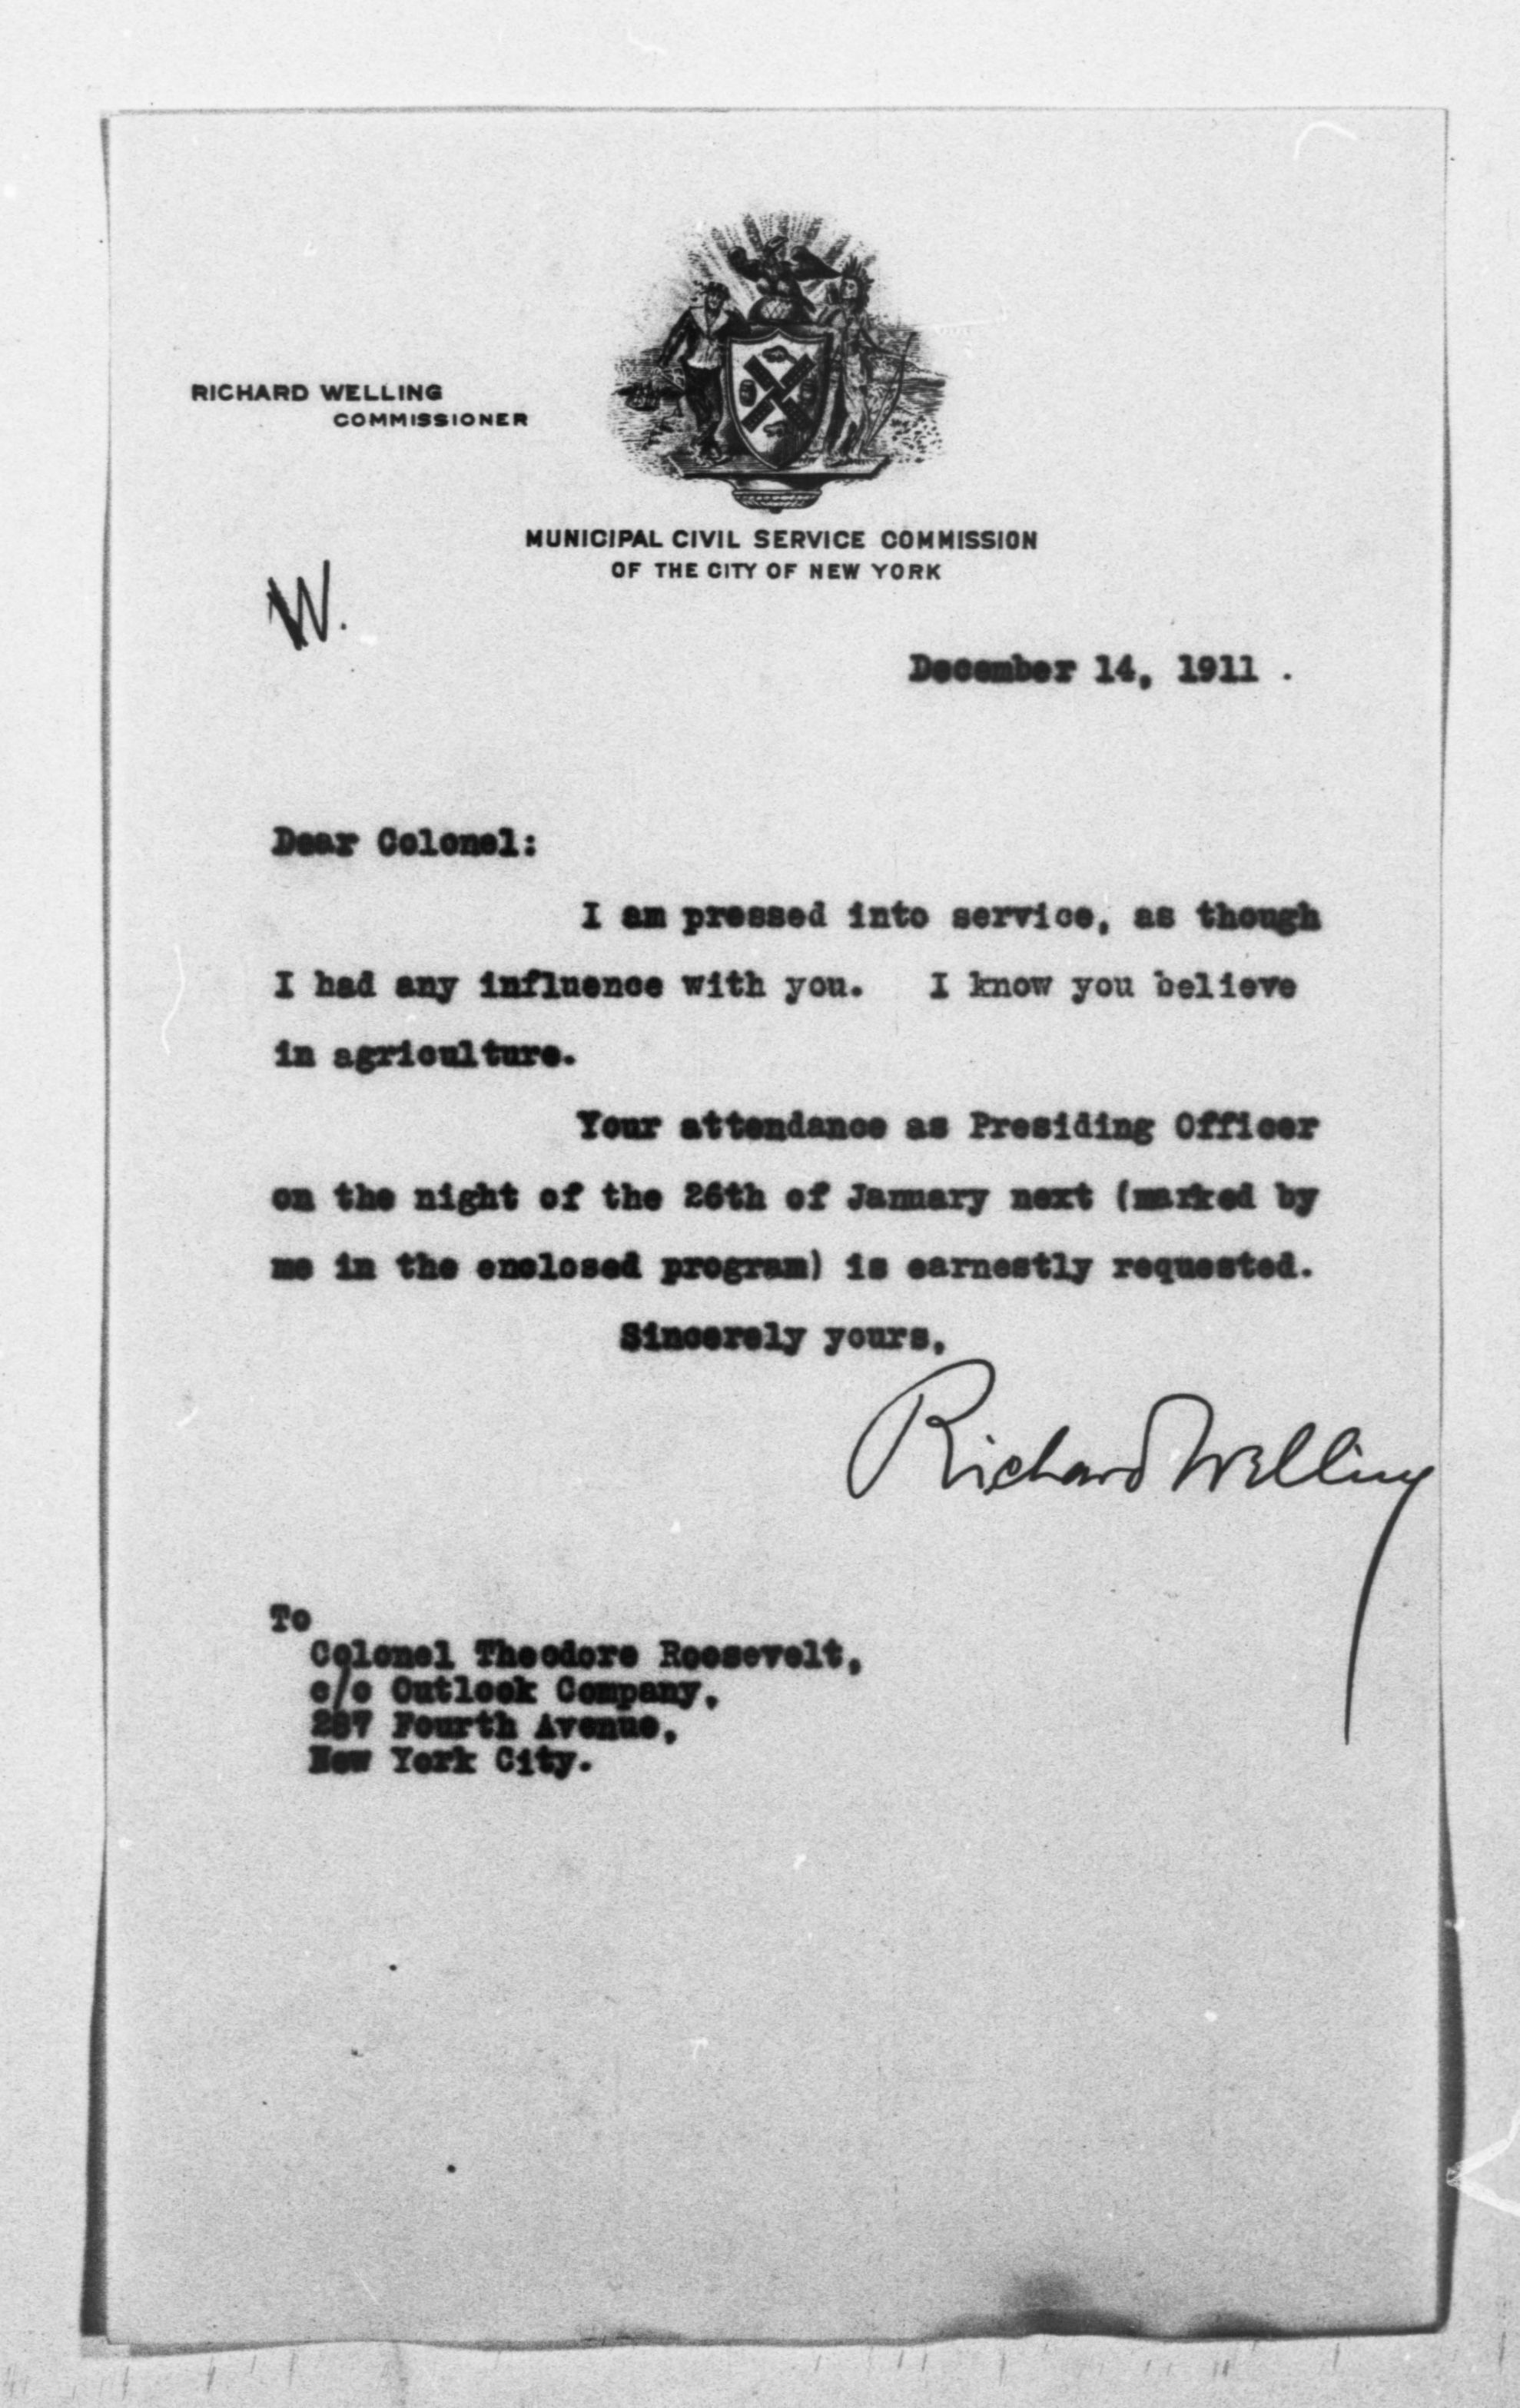 RICHARD WELLING
COMMISSIONER
MUNICIPAL CIVIL SERVICE COMMISSION
OF THE CITY OF NEW YORK
W.
December 14, 1911 .
Dear Colonel:
I am pressed into service, as though
I had any influence with you. I know you believe
in agriculture.
Your attendance as Presiding Officer
on the night of the 26th of January next (marked by
me in the enclosed program) is earnestly requested.
Sincerely yours,
Richard Welling
To
Colonel Theodore Roosevelt,
c/o Outlook Company,
287 Fourth Avenue,
New York City.